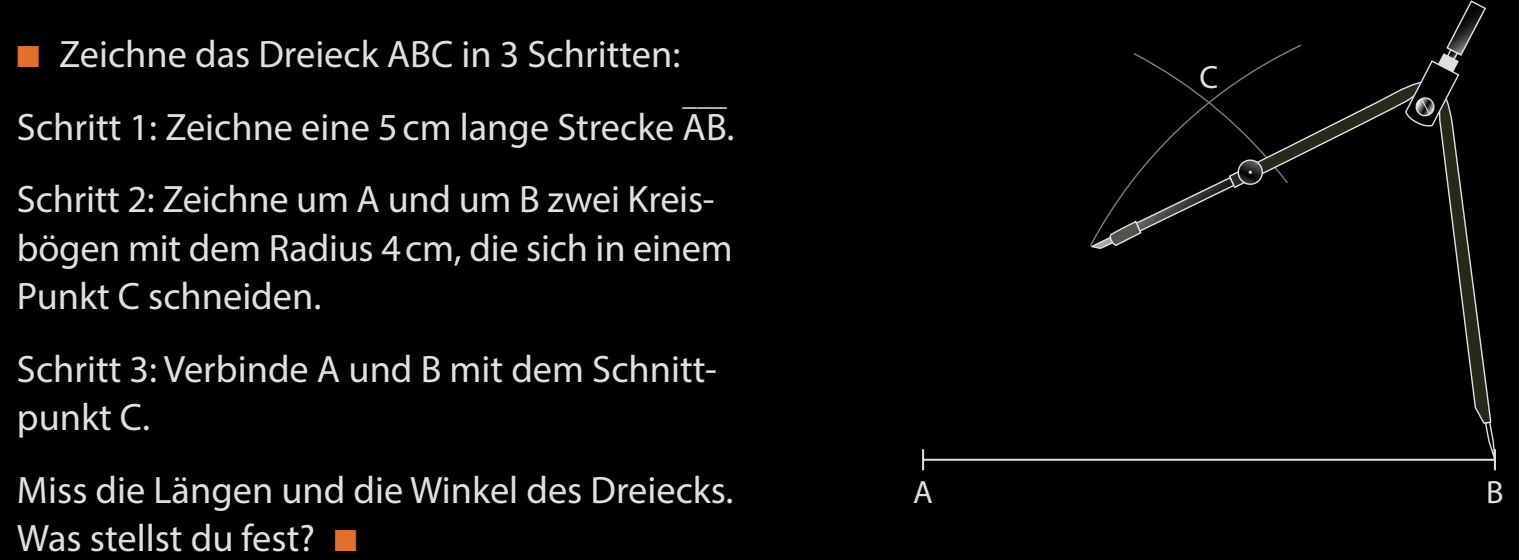 ■ Zeichne das Dreieck ABC in 3 Schritten:
Schritt 1: Zeichne eine 5 cm lange Strecke A̅B̅.
Schritt 2: Zeichne um A und um B zwei Kreis-
bögen mit dem Radius 4 cm, die sich in einem
Punkt C schneiden.
Schritt 3: Verbinde A und B mit dem Schnitt-
punkt C.
Miss die Längen und die Winkel des Dreiecks.
Was stellst du fest? ■
C
A
B